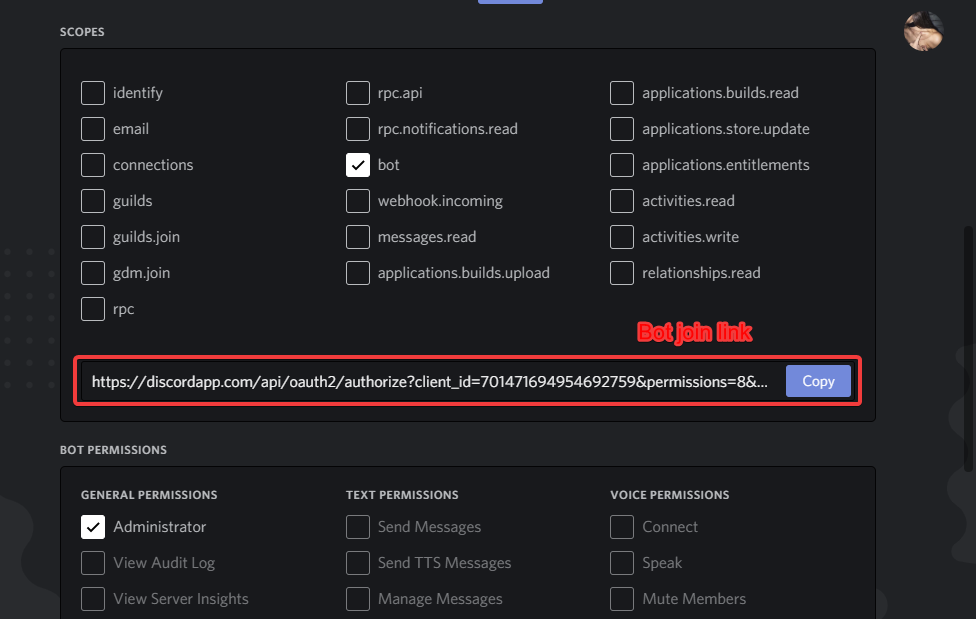 SCOPES
identify
rpc.api
applications.builds.read
email
rpc.notifications.read
applications.store.update
connections
bot
applications.entitlements
guilds
webhook.incoming
activities.read
guilds.join
messages.read
activities.write
gdm.join
applications.builds.upload
relationships.read
rpc
Bot join link
https://discordapp.com/api/oauth2/authorize?client_id=701471694954692759&permissions=8&...
Copy
BOT PERMISSIONS
GENERAL PERMISSIONS
TEXT PERMISSIONS
VOICE PERMISSIONS
Administrator
Send Messages
Connect
View Audit Log
Send TTS Messages
Speak
View Server Insights
Manage Messages
Mute Members